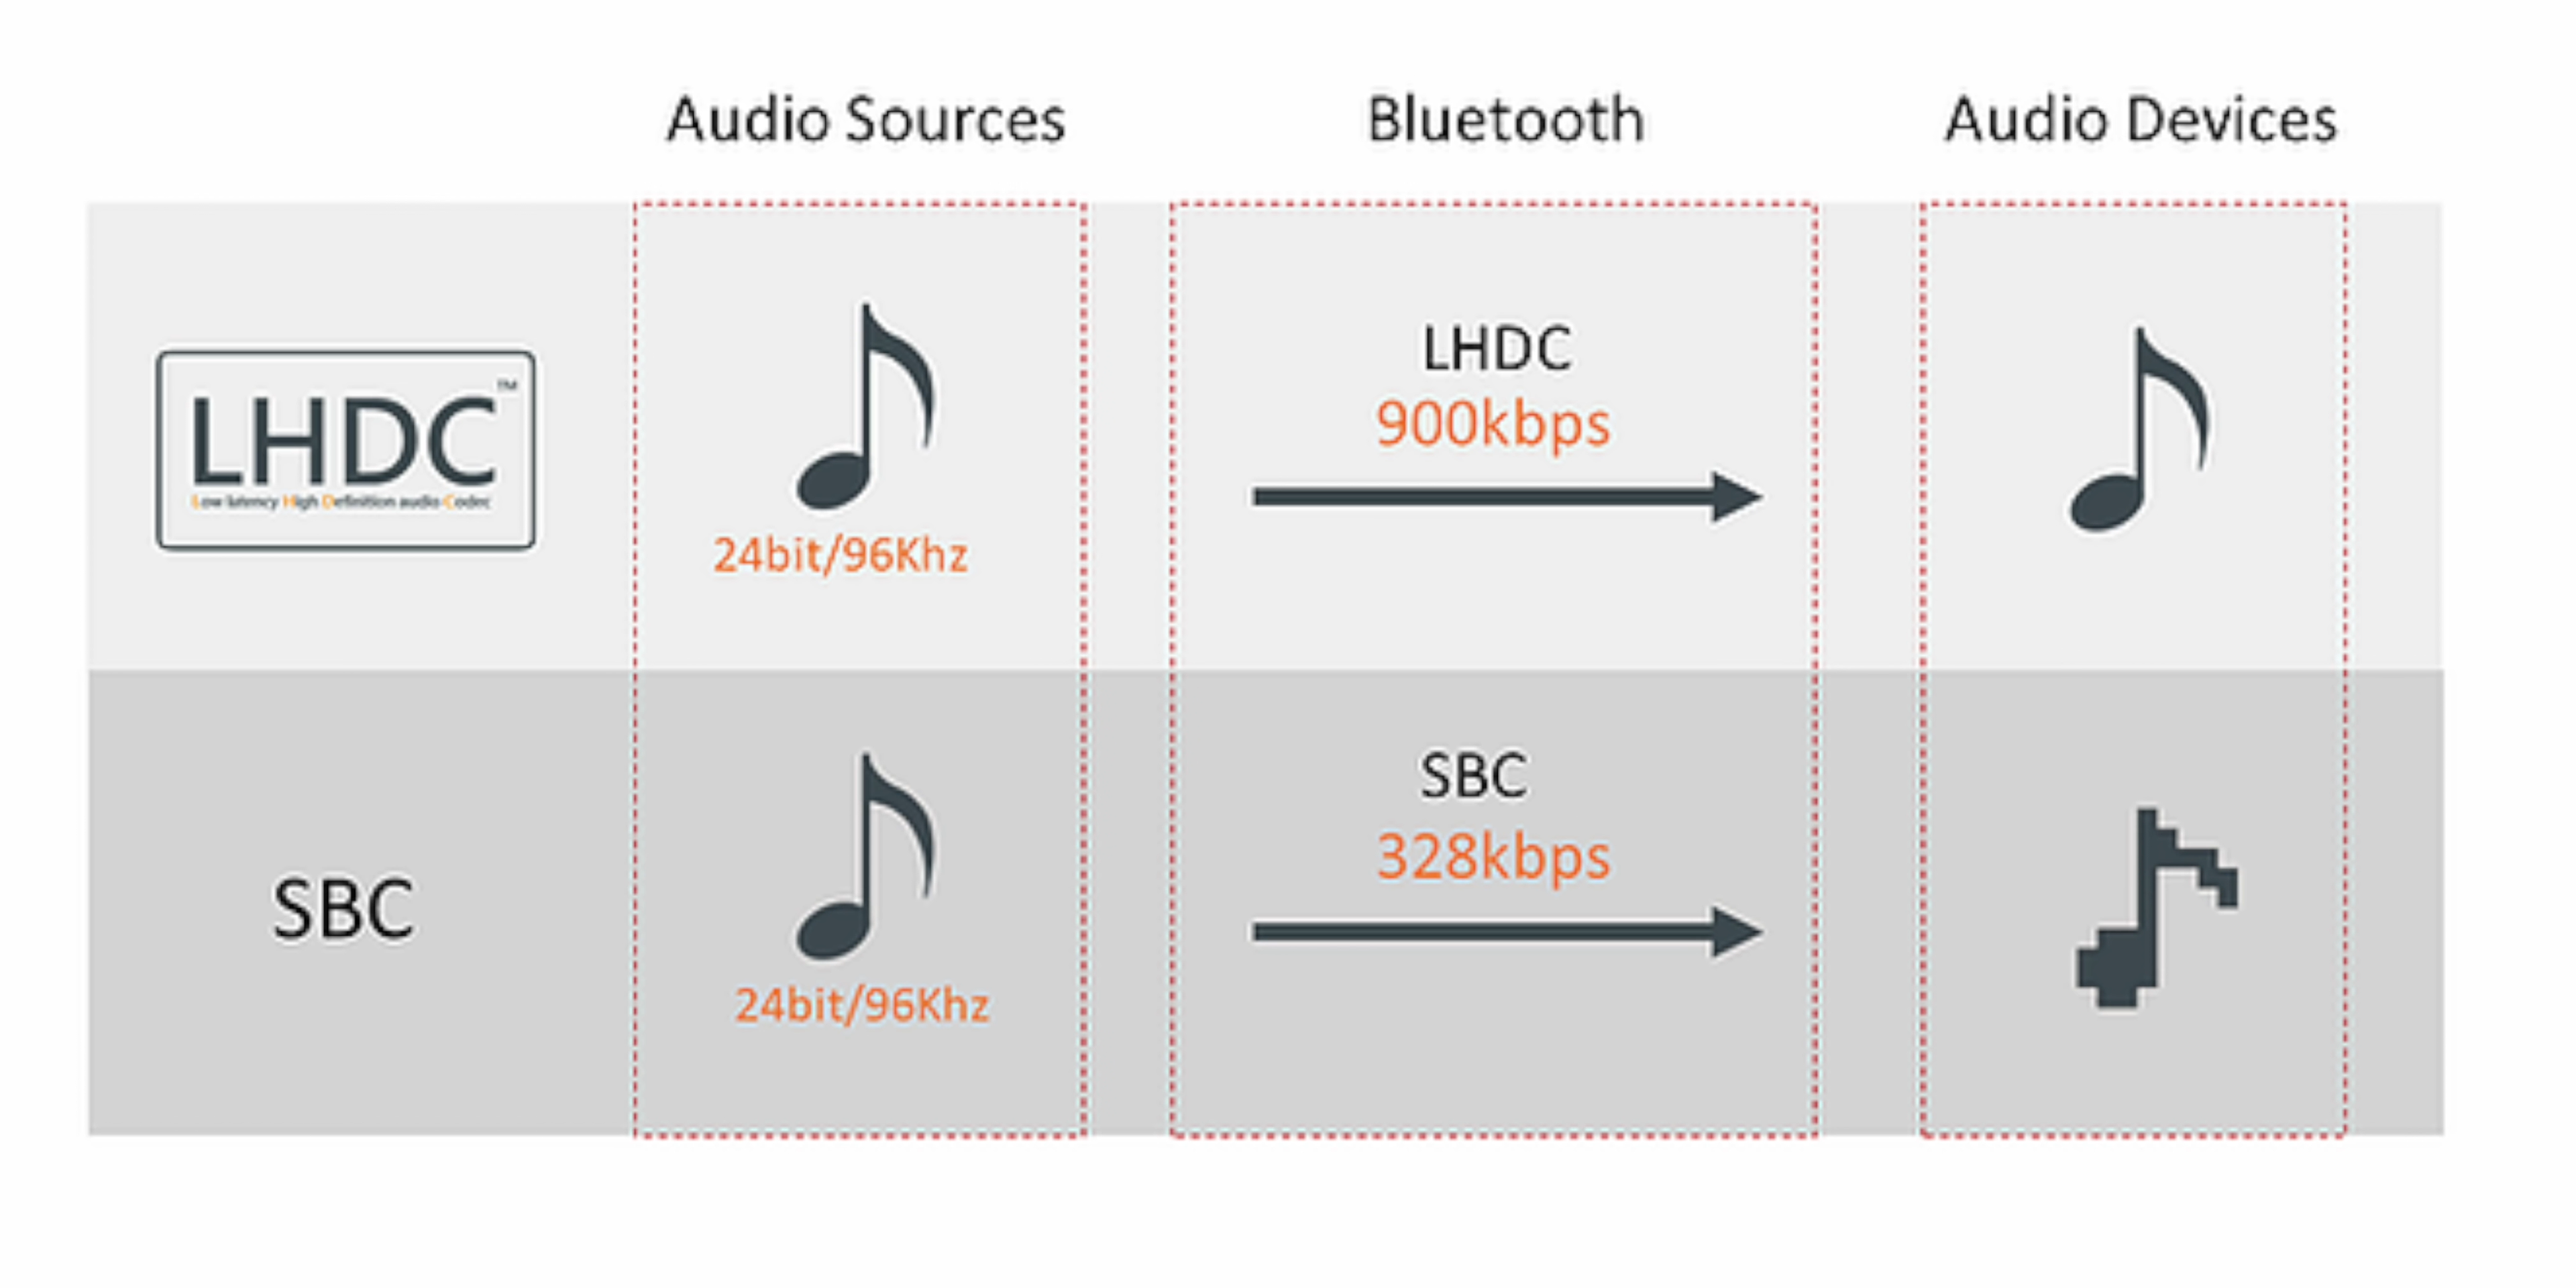 Audio Sources Bluetooth Audio Devices
LHDC™
Low latency High Definition audio Codec
24bit/96Khz
LHDC
900kbps
SBC
24bit/96Khz
SBC
328kbps